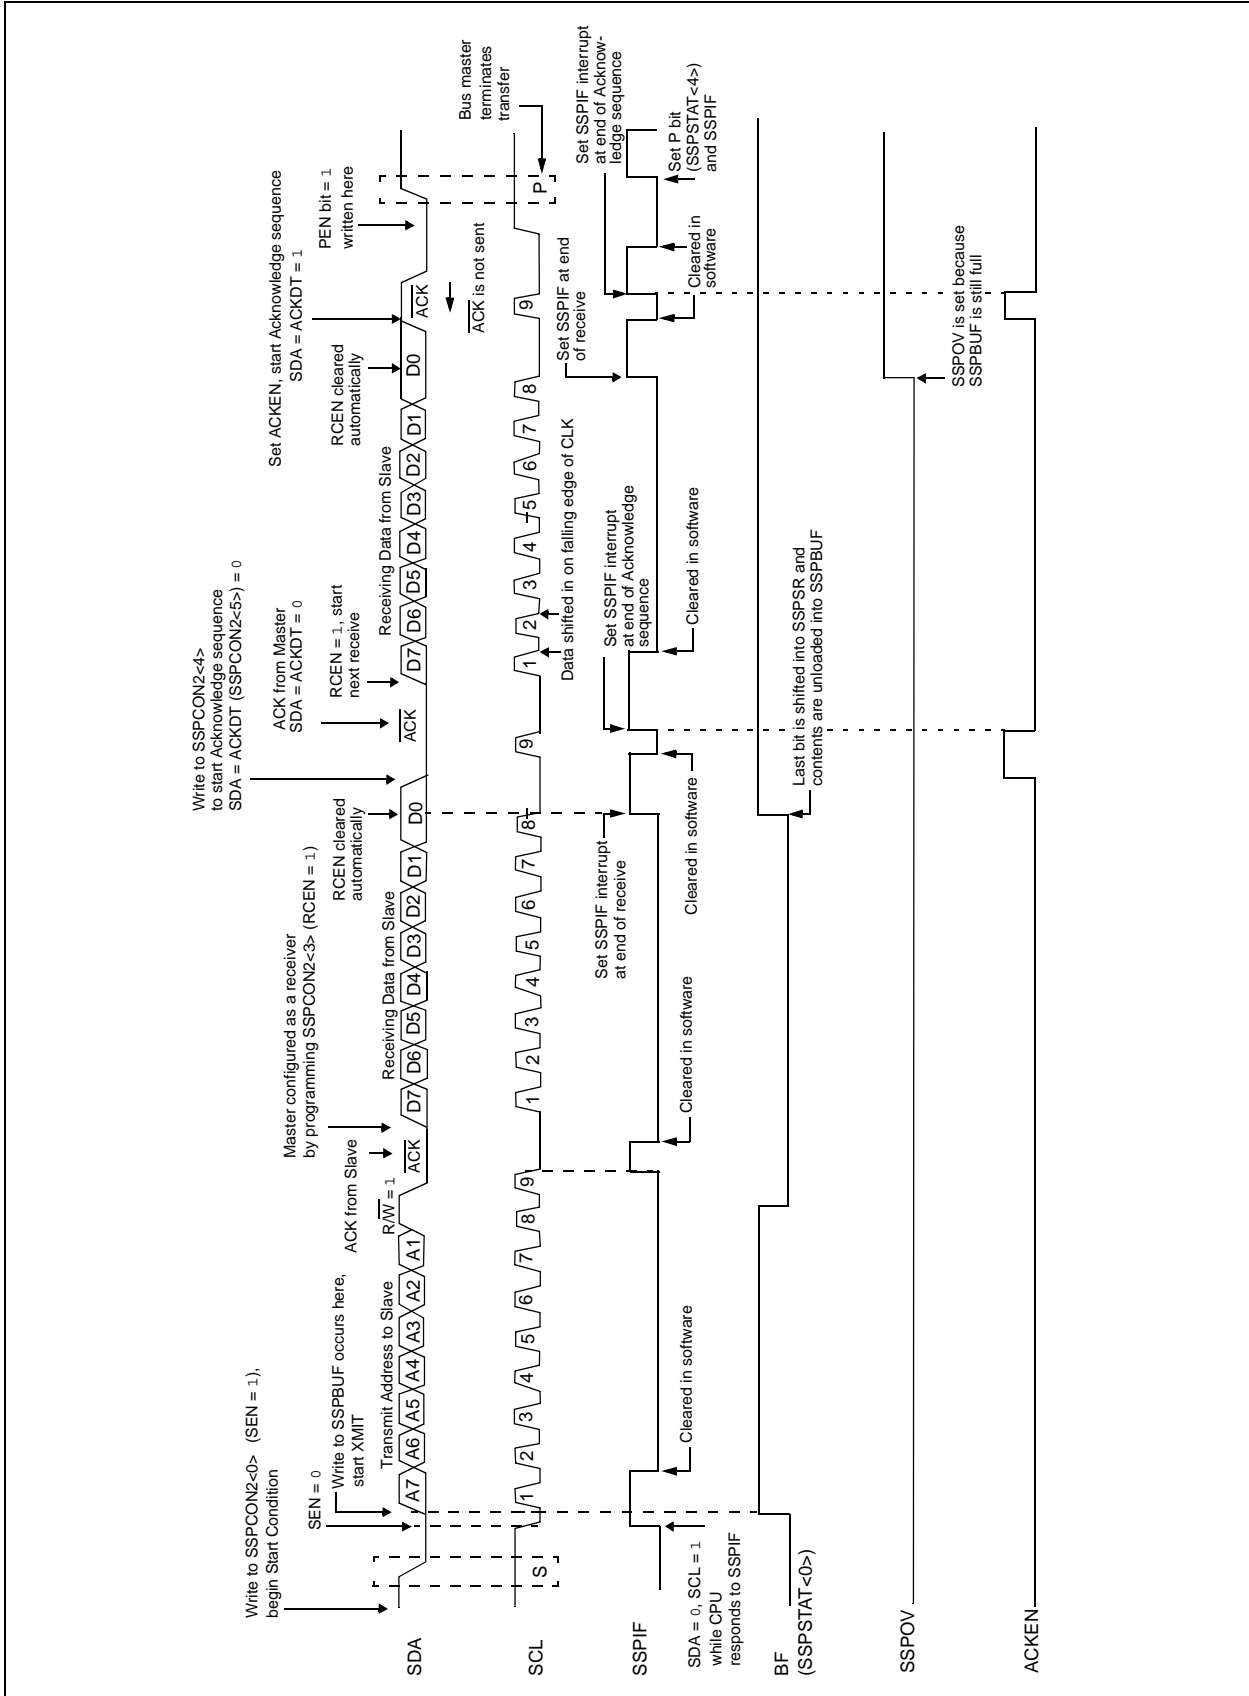 Write to SSPCON2<0> (SEN = 1),
begin Start Condition
SEN = 0
Write to SSPBUF occurs here,
start XMIT
Transmit Address to Slave
R/W = 1
ACK from Slave
Master configured as a receiver
by programming SSPCON2<3> (RCEN = 1)
Receiving Data from Slave
RCEN cleared
automatically
Write to SSPCON2<4>
to start Acknowledge sequence
SDA = ACKDT (SSPCON2<5>) = 0
ACK from Master
SDA = ACKDT = 0
RCEN = 1, start
next receive
Receiving Data from Slave
RCEN cleared
automatically
Set ACKEN, start Acknowledge sequence
SDA = ACKDT = 1
PEN bit = 1
written here
SDA
A7 A6 A5 A4 A3 A2 A1
ACK
D7 D6 D5 D4 D3 D2 D1 D0
ACK
D7 D6 D5 D4 D3 D2 D1 D0
ACK
ACK is not sent
Bus master
terminates
transfer
SCL
S
1 2 3 4 5 6 7 8 9
1 2 3 4 5 6 7 8 9
1 2 3 4 5 6 7 8 9
P
Data shifted in on falling edge of CLK
SSPIF
SDA = 0, SCL = 1
while CPU
responds to SSPIF
Cleared in software
Cleared in software
Set SSPIF interrupt
at end of receive
Cleared in software
Set SSPIF interrupt
at end of Acknowledge
sequence
Cleared in software
Set SSPIF at end
of receive
Cleared in
software
Set SSPIF interrupt
at end of Acknow-
ledge sequence
Set P bit
(SSPSTAT<4>)
and SSPIF
BF
(SSPSTAT<0>)
Last bit is shifted into SSPSR and
contents are unloaded into SSPBUF
SSPOV
SSPOV is set because
SSPBUF is still full
ACKEN